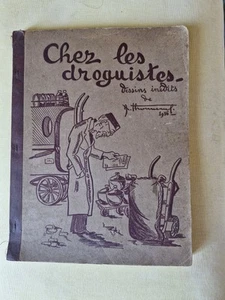 Chez les
droguistes
dessins inédits
de